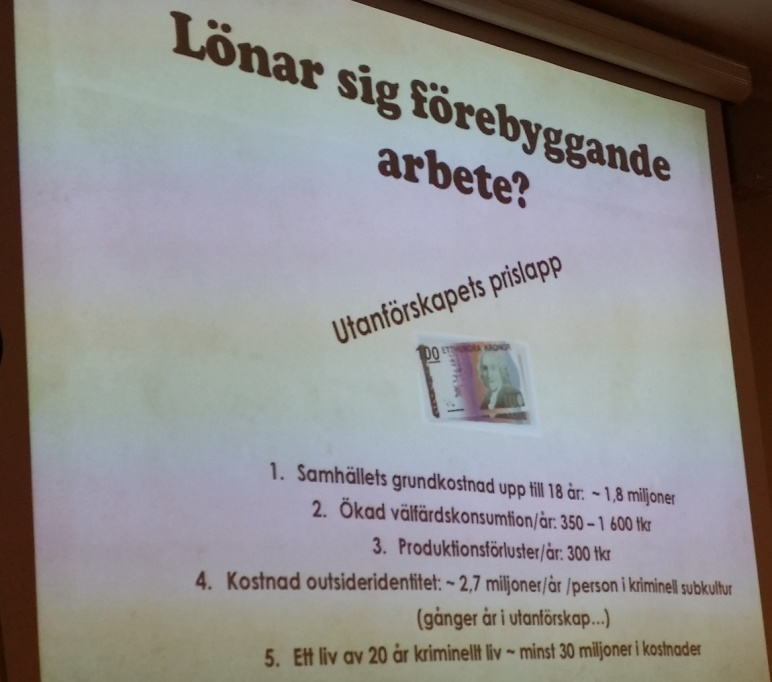 Lönar sig förebyggande
arbete?
Utanförskapets prislapp
100 ETTHUNDRA KRONOR
1. Samhällets grundkostnad upp till 18 år: ~ 1,8 miljoner
2. Ökad välfärdskonsumtion/år: 350 – 1 600 tkr
3. Produktionsförluster/år: 300 tkr
4. Kostnad outsideridentitet: ~ 2,7 miljoner/år /person i kriminell subkultur
(gånger år i utanförskap...)
5. Ett liv av 20 år kriminellt liv ~ minst 30 miljoner i kostnader